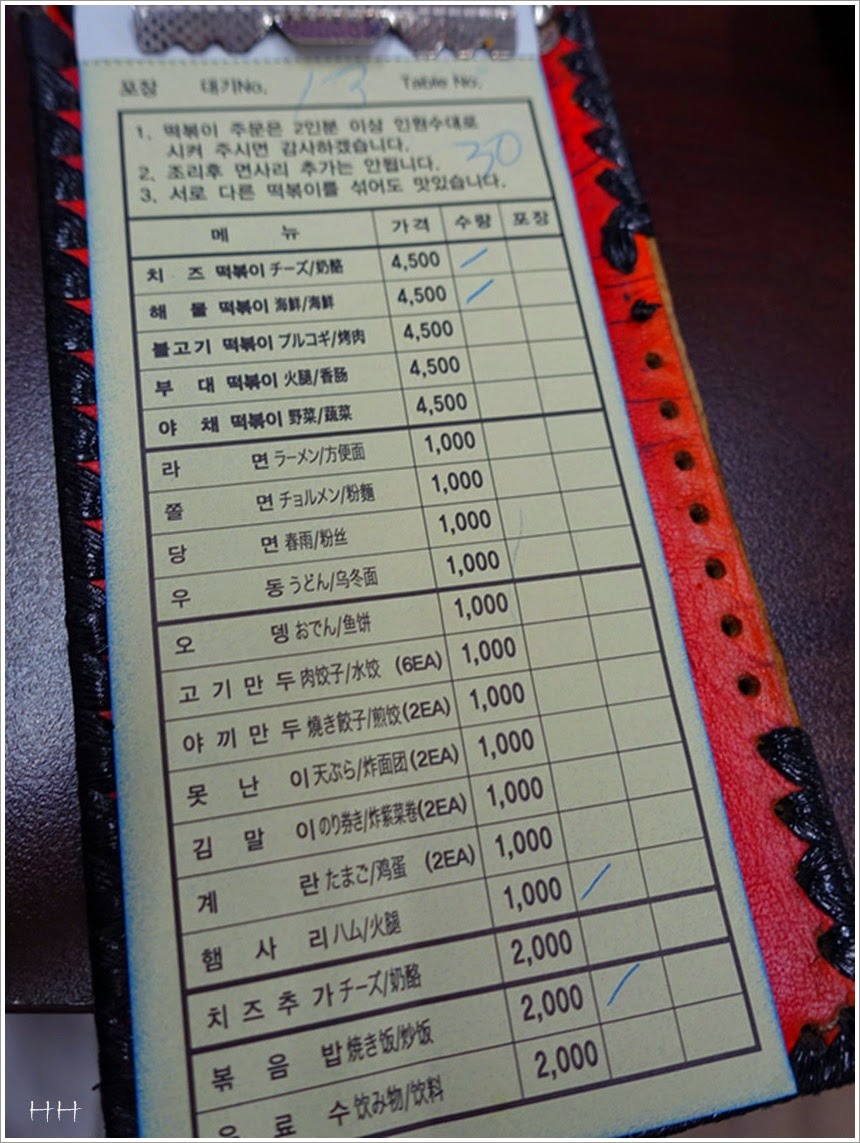 포장 대기No. 13 Table No.
1. 떡볶이 주문은 2인분 이상 인원수대로
시켜 주시면 감사하겠습니다.
30
2. 조리후 면사리 추가는 안됩니다.
3. 서로 다른 떡볶이를 섞어도 맛있습니다.
메 뉴 가격 수량 포장
치 즈 떡볶이 チーズ/奶酪 4,500 /
해 물 떡볶이 海鮮/海鲜 4,500 /
불고기 떡볶이 プルコギ/烤肉 4,500
부 대 떡볶이 火腿/香肠 4,500
야 채 떡볶이 野菜/蔬菜 4,500
라 면 ラーメン/方便面 1,000
쫄 면 チョルメン/粉麵 1,000
당 면 春雨/粉丝 1,000
우 동 うどん/乌冬面 1,000
오 뎅 おでん/鱼饼 1,000
고 기 만 두 肉饺子/水饺 (6EA) 1,000
야 끼 만 두 燒き餃子/煎饺(2EA) 1,000
못 난 이 天ぷら/炸面团(2EA) 1,000
김 말 이 のり券き/炸紫菜卷(2EA) 1,000
계 란 たまご/鸡蛋 (2EA) 1,000
햄 사 리 ハム/火腿 1,000 /
치 즈 추 가 チーズ/奶酪 2,000
볶 음 밥 焼き饭/炒饭 2,000 /
음 료 수 飲み物/饮料 2,000
HH